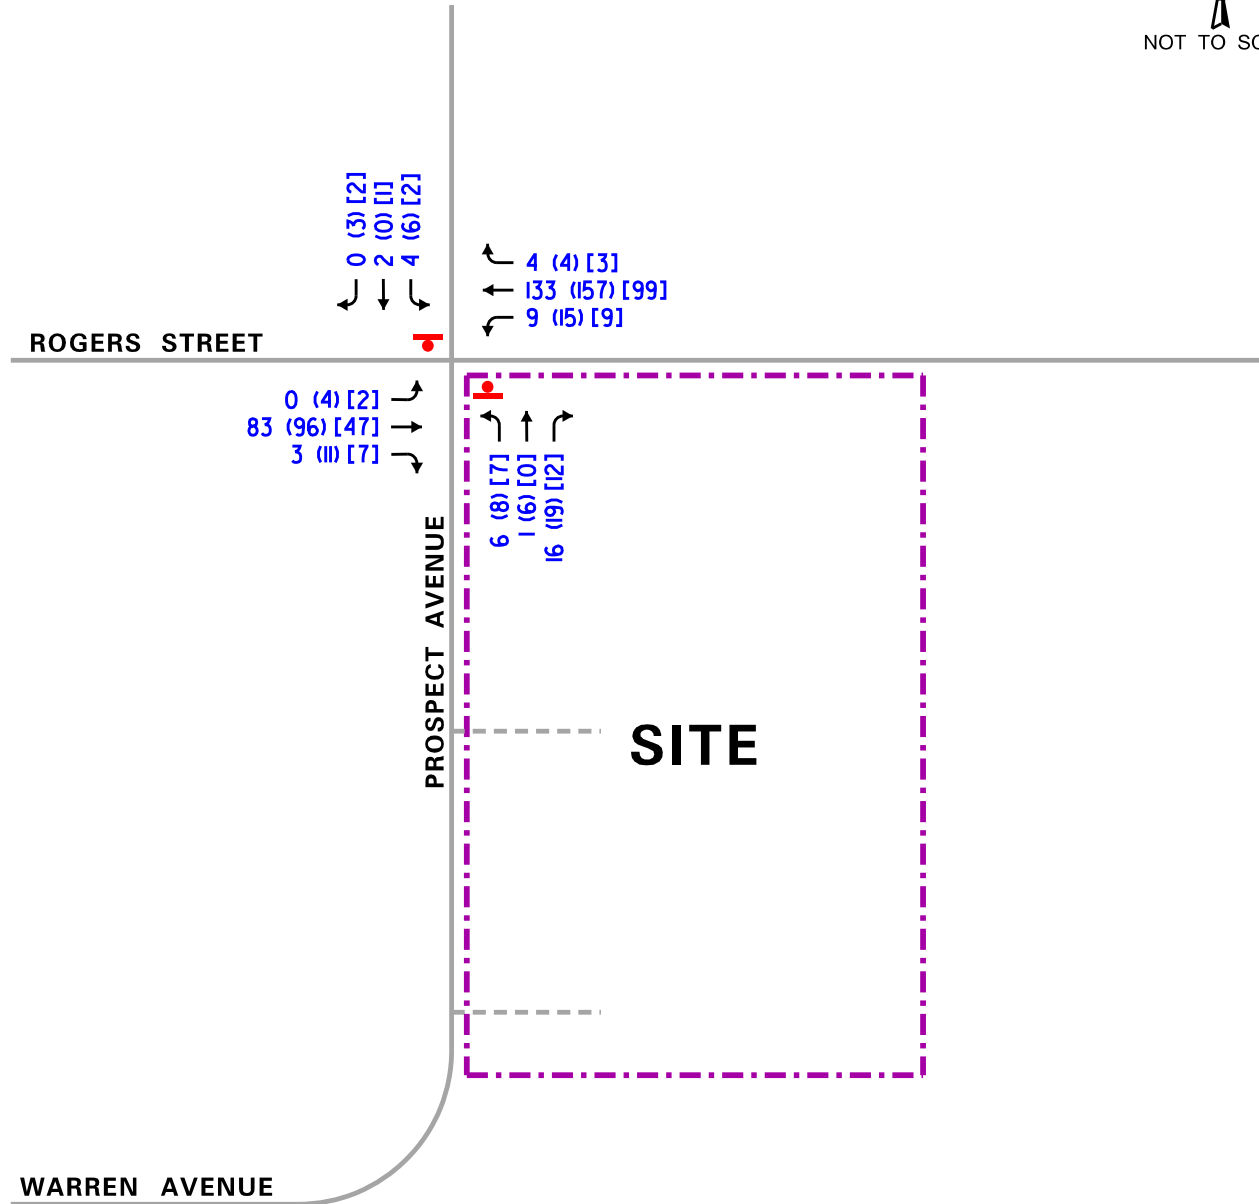 NOT TO SC
0 (3) [2]
2 (0) [1]
4 (6) [2]
4 (4) [3]
133 (157) [99]
9 (15) [9]
ROGERS STREET
0 (4) [2]
83 (96) [47]
3 (11) [7]
6 (8) [7]
1 (6) [0]
16 (19) [12]
PROSPECT AVENUE
SITE
WARREN AVENUE